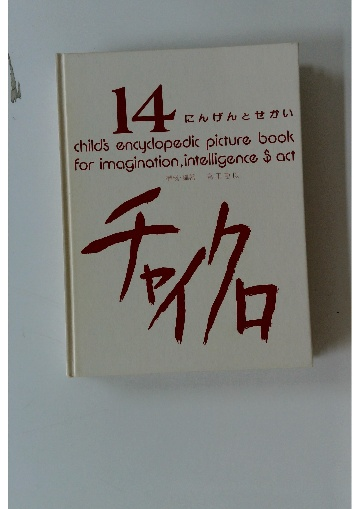 14 にんげんとせかい
child's encyclopedic picture book
for imagination, intelligence $ act
チャイクロ